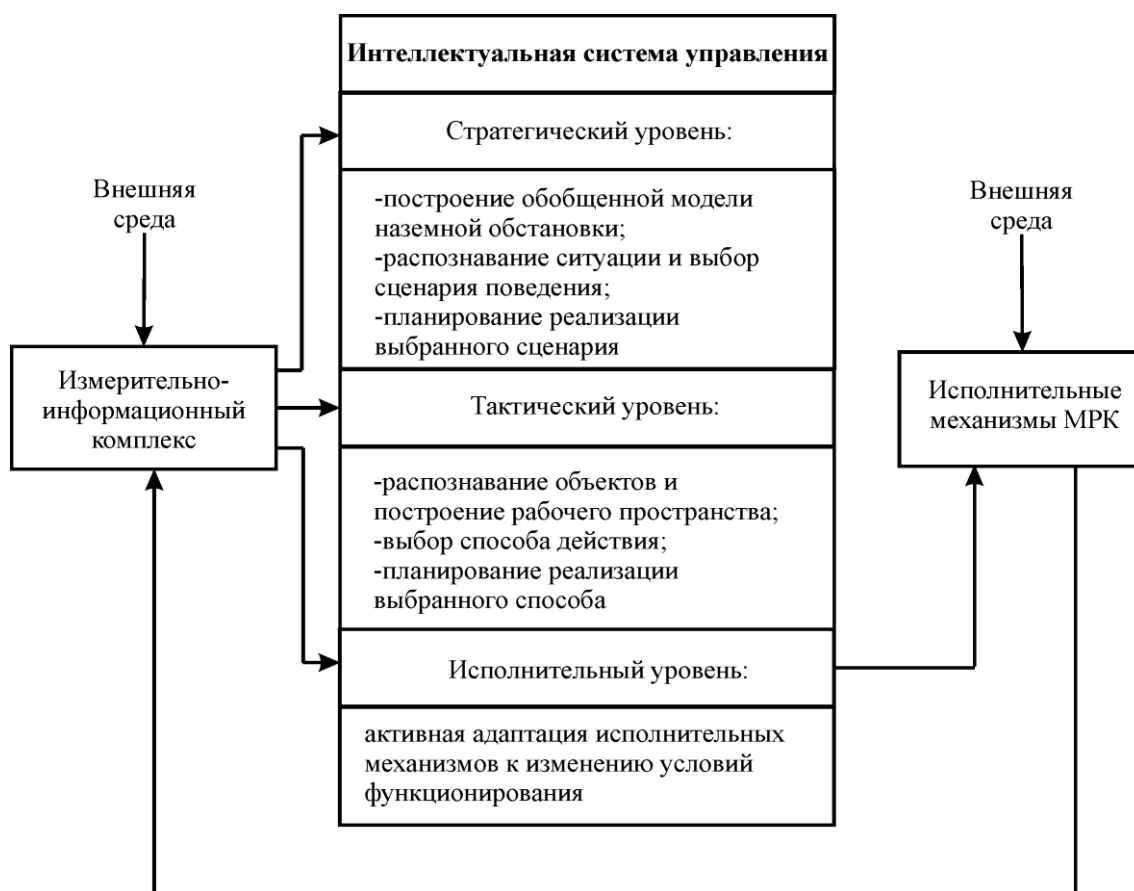 Интеллектуальная система управления
Стратегический уровень:
Внешняя
среда
-построение обобщенной модели
наземной обстановки;
-распознавание ситуации и выбор
сценария поведения;
-планирование реализации
выбранного сценария
Внешняя
среда
Измерительно-
информационный
комплекс
Тактический уровень:
Исполнительные
механизмы МРК
-распознавание объектов и
построение рабочего пространства;
-выбор способа действия;
-планирование реализации
выбранного способа
Исполнительный уровень:
активная адаптация исполнительных
механизмов к изменению условий
функционирования